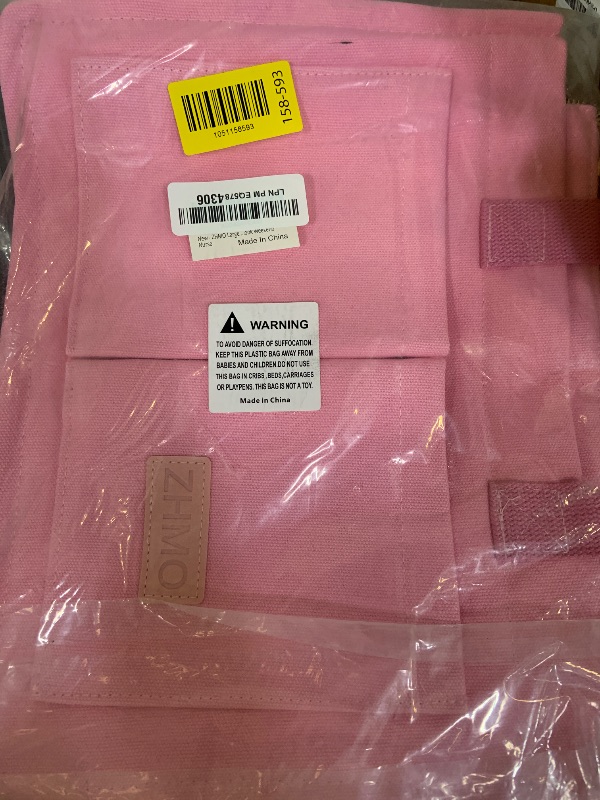 1051158593
158-593
LPN PM EQ5784306
Made In China
WARNING
TO AVOID DANGER OF SUFFOCATION.
KEEP THIS PLASTIC BAG AWAY FROM
BABIES AND CHILDREN DO NOT USE
THIS BAG IN CRIBS, BEDS, CARRIAGES
OR PLAYPENS. THIS BAG IS NOT A TOY.
Made In China
ZHMO